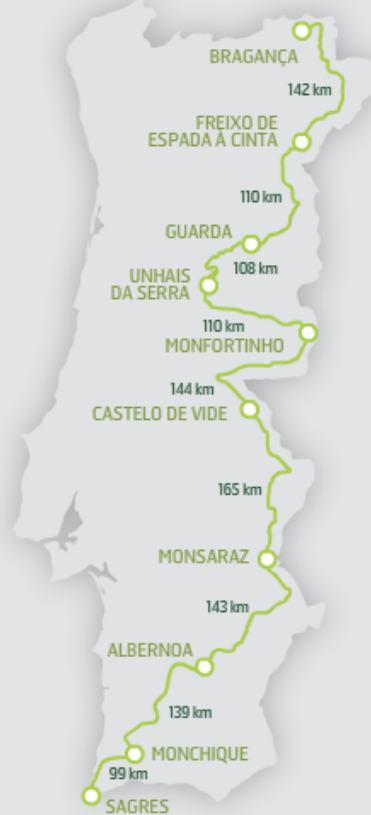 BRAGANÇA
142 km
FREIXO DE
ESPADA À CINTA
110 km
GUARDA
108 km
UNHAIS
DA SERRA
110 km
MONFORTINHO
144 km
CASTELO DE VIDE
165 km
MONSARAZ
143 km
ALBERNOA
139 km
MONCHIQUE
99 km
SAGRES